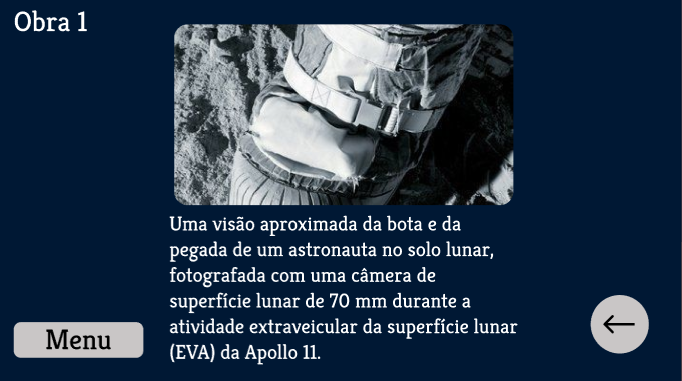 Obra 1
Uma visão aproximada da bota e da
pegada de um astronauta no solo lunar,
fotografada com uma câmera de
superfície lunar de 70 mm durante a
atividade extraveicular da superfície lunar
(EVA) da Apollo 11.
Menu